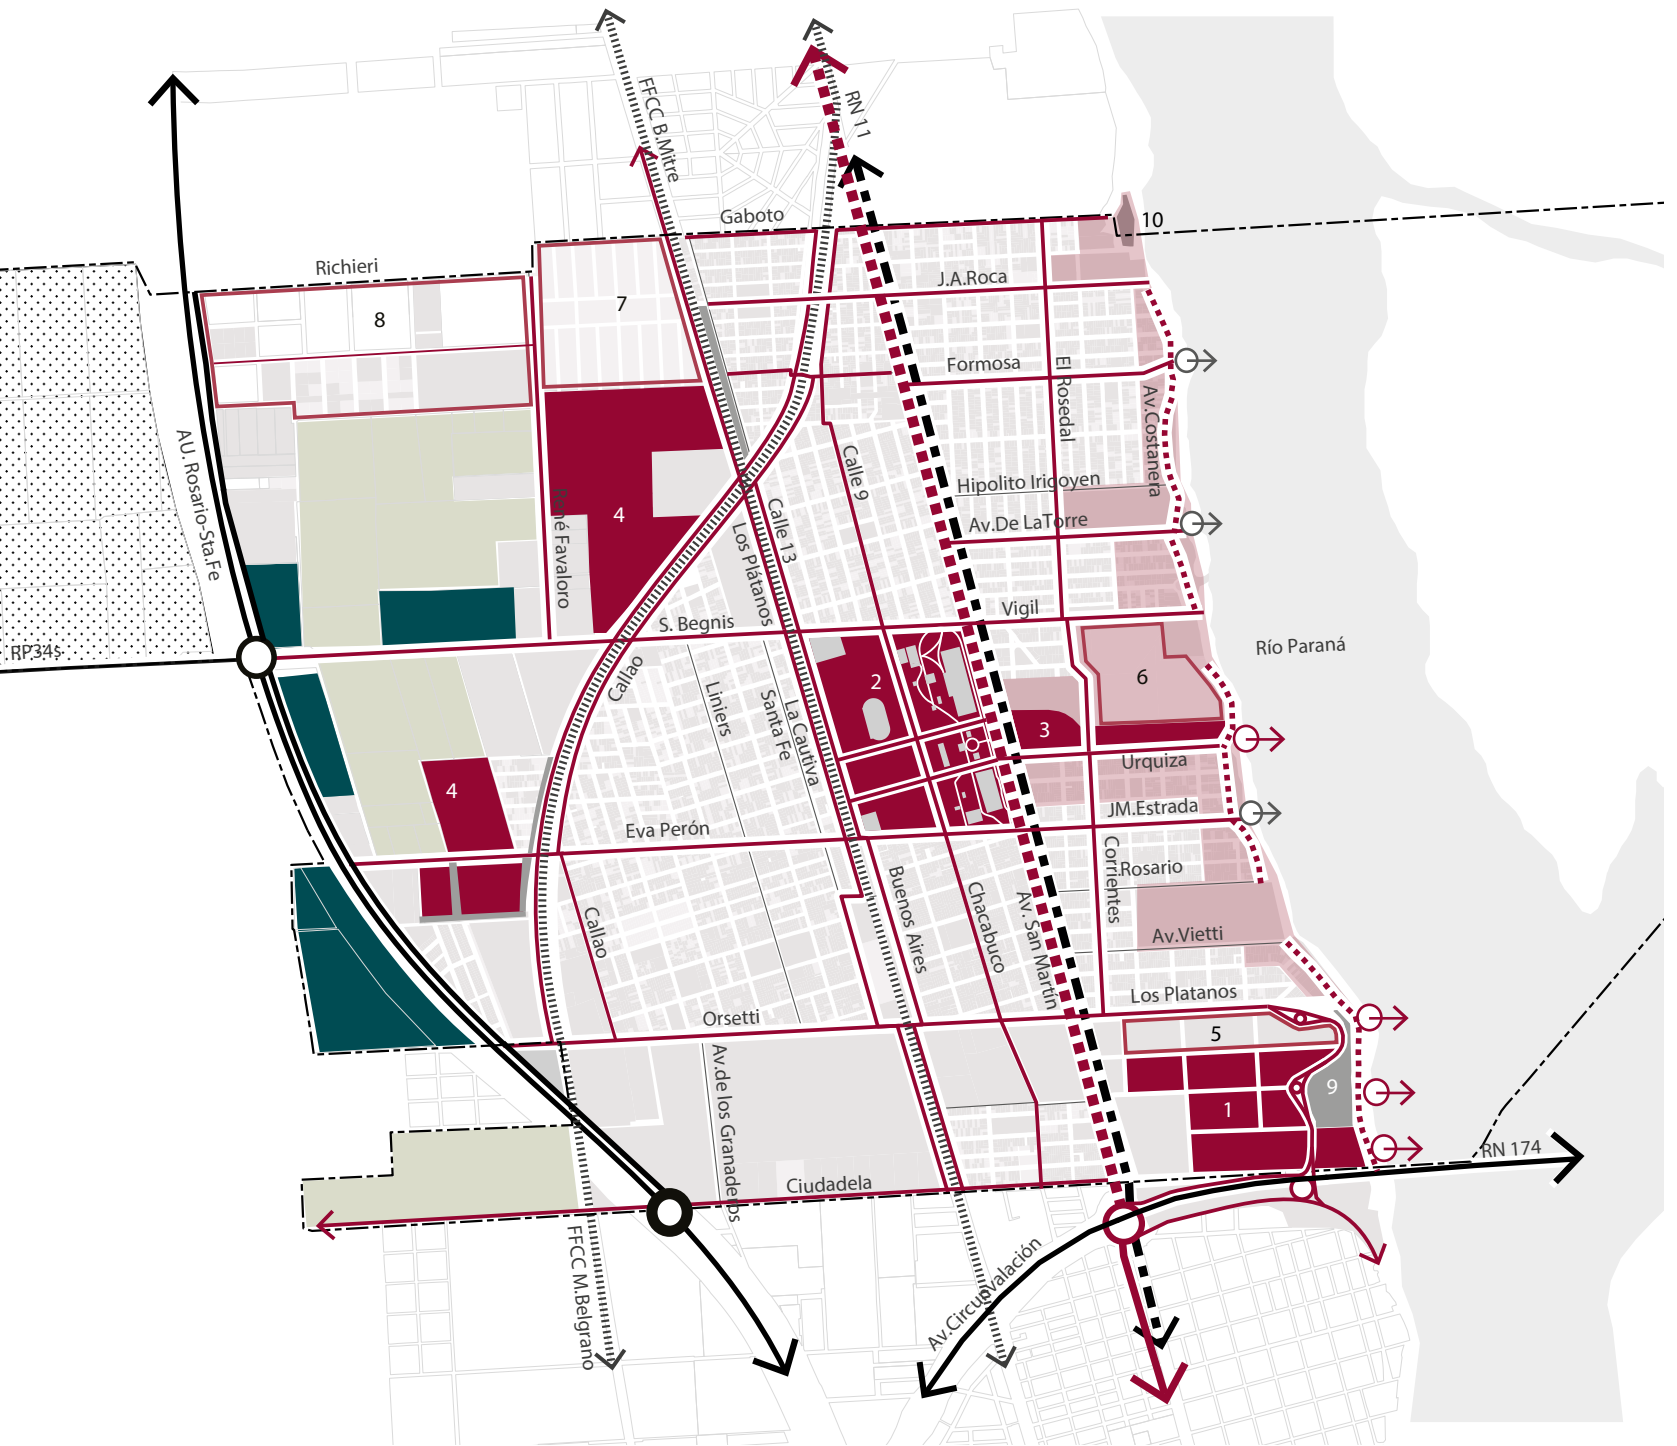 FFCC B.Mitre
RN 11
Gaboto
10
Richieri
J.A.Roca
7
8
Formosa
El Rosedal
Av.Costanera
AU. Rosario-Sta.Fe
Calle 9
Hipolito Irigoyen
René Favaloro
4
Calle 13
Av.De LaTorre
Los Plátanos
Vigil
S. Begnis
RP34s
Río Paraná
Callao
2
6
Liniers
Santa Fe
La Cautiva
3
Urquiza
4
JM.Estrada
Eva Perón
Corrientes
Rosario
Buenos Aires
Chacabuco
Av. San Martín
Callao
Av.Vietti
Los Platanos
Orsetti
5
Av.de los Granaderos
9
1
RN 174
Ciudadela
FFCC M.Belgrano
Av.Circunvalación